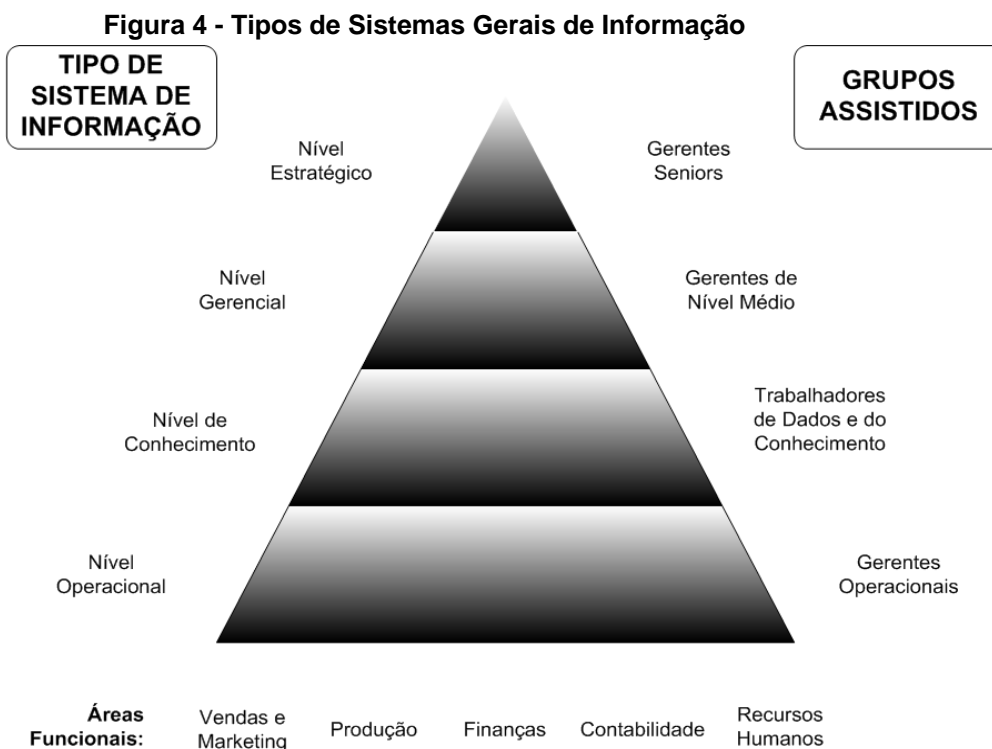 Figura 4 - Tipos de Sistemas Gerais de Informação
TIPO DE
SISTEMA DE
INFORMAÇÃO
GRUPOS
ASSISTIDOS
Nível
Estratégico
Gerentes
Seniors
Nível
Gerencial
Gerentes de
Nível Médio
Nível de
Conhecimento
Trabalhadores
de Dados e do
Conhecimento
Nível
Operacional
Gerentes
Operacionais
Áreas
Funcionais:
Vendas e
Marketing
Produção
Finanças
Contabilidade
Recursos
Humanos